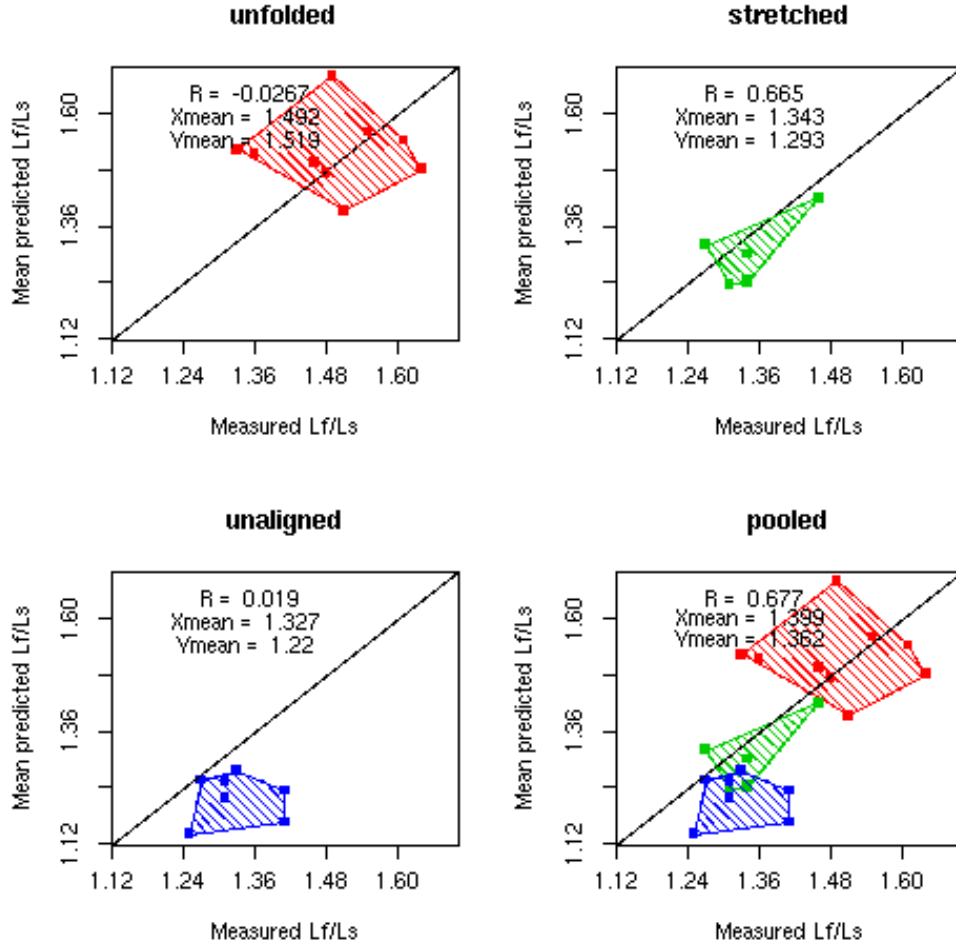 unfolded
R = -0.0267
Xmean = 1.492
Ymean = 1.519
Mean predicted Lf/Ls
1.60
1.36
1.12
1.12 1.24 1.36 1.48 1.60
Measured Lf/Ls
stretched
R = 0.665
Xmean = 1.343
Ymean = 1.293
Mean predicted Lf/Ls
1.60
1.36
1.12
1.12 1.24 1.36 1.48 1.60
Measured Lf/Ls
unaligned
R = 0.019
Xmean = 1.327
Ymean = 1.22
Mean predicted Lf/Ls
1.60
1.36
1.12
1.12 1.24 1.36 1.48 1.60
Measured Lf/Ls
pooled
R = 0.677
Xmean = 1.399
Ymean = 1.362
Mean predicted Lf/Ls
1.60
1.36
1.12
1.12 1.24 1.36 1.48 1.60
Measured Lf/Ls